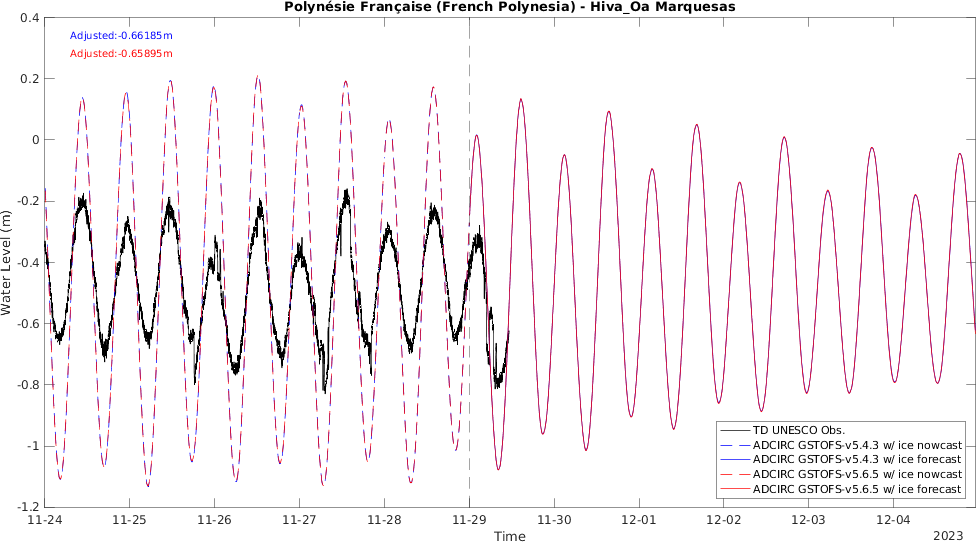 Polynésie Française (French Polynesia) - Hiva_Oa Marquesas
Adjusted:-0.66185m
Adjusted:-0.65895m
0.4
0.2
0
-0.2
-0.4
-0.6
-0.8
-1
-1.2
Water Level (m)
TD UNESCO Obs.
ADCIRC GSTOFS-v5.4.3 w/ ice nowcast
ADCIRC GSTOFS-v5.4.3 w/ ice forecast
ADCIRC GSTOFS-v5.6.5 w/ ice nowcast
ADCIRC GSTOFS-v5.6.5 w/ ice forecast
11-24 11-25 11-26 11-27 11-28 11-29 11-30 12-01 12-02 12-03 12-04
Time
2023